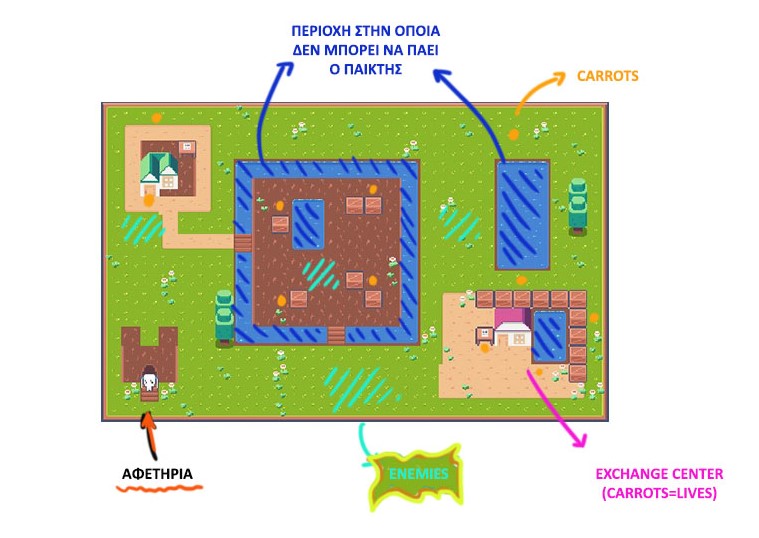 ΠΕΡΙΟΧΗ ΣΤΗΝ ΟΠΟΙΑ
ΔΕΝ ΜΠΟΡΕΙ ΝΑ ΠΑΕΙ
Ο ΠΑΙΚΤΗΣ
CARROTS
ΑΦΕΤΗΡΙΑ
ENEMIES
EXCHANGE CENTER
(CARROTS=LIVES)